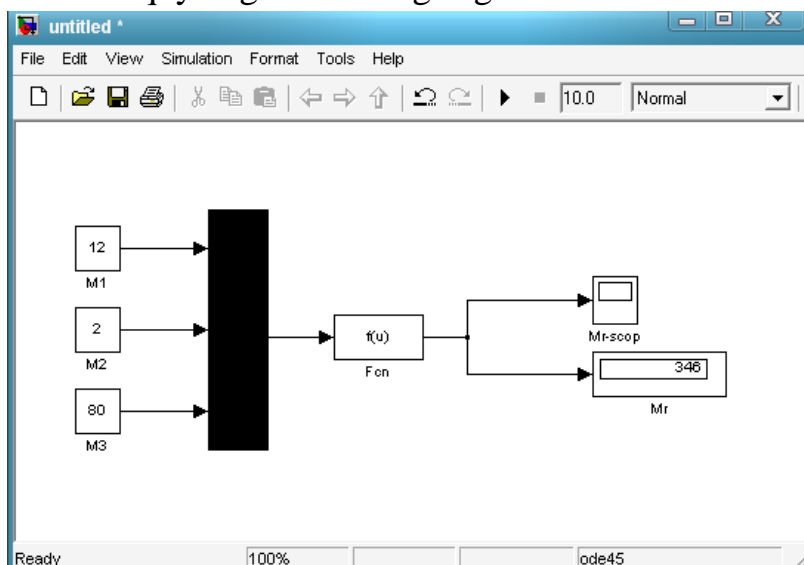 untitled *
File Edit View Simulation Format Tools Help
10.0 Normal
12
M1
2
M2
80
M3
f(u)
Fcn
Mr-scop
346
Mr
Ready 100% ode45